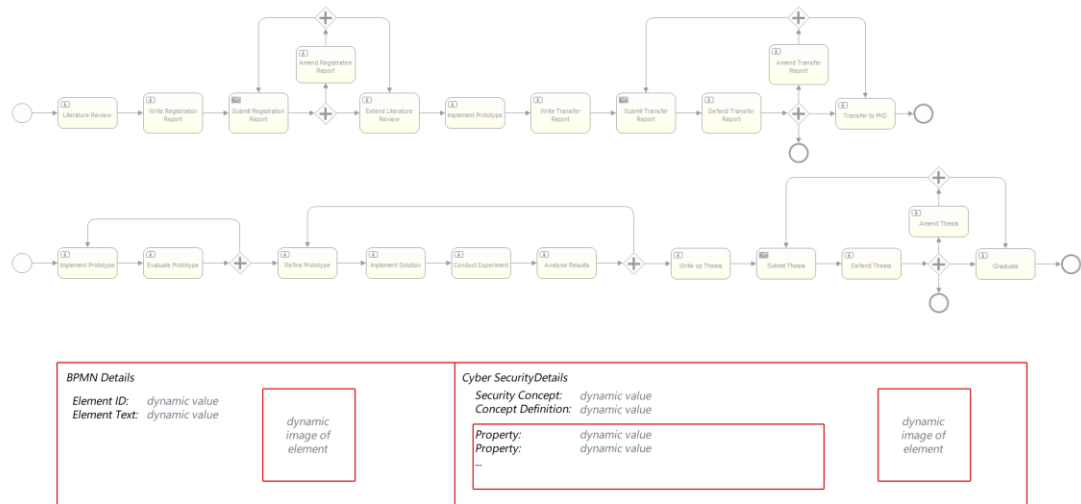 Amend Registration
Report
Amend Transfer
Report
Literature Review
Write Registration
Report
Submit Registration
Report
Extend Literature
Review
Implement Prototype
Write Transfer
Report
Submit Transfer
Report
Defend Transfer
Report
Transfer to PhD
Amend Thesis
Implement Prototype
Evaluate Prototype
Refine Prototype
Implement Solution
Conduct Experiment
Analyse Results
Write up Thesis
Submit Thesis
Defend Thesis
Graduate
BPMN Details
Element ID: dynamic value
Element Text: dynamic value
dynamic
image of
element
Cyber SecurityDetails
Security Concept: dynamic value
Concept Definition: dynamic value
Property: dynamic value
Property: dynamic value
...
dynamic
image of
element